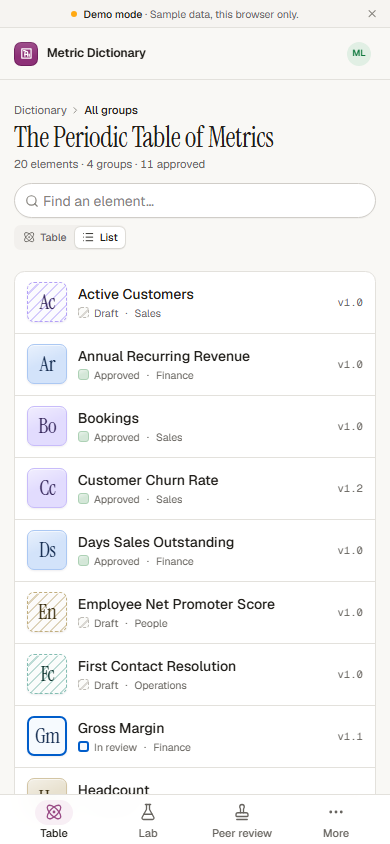 Demo mode · Sample data, this browser only.
Metric Dictionary
ML
Dictionary > All groups
The Periodic Table of Metrics
20 elements · 4 groups · 11 approved
Find an element...
Table
List
Ac
Active Customers
v1.0
Draft · Sales
Ar
Annual Recurring Revenue
v1.0
Approved · Finance
Bo
Bookings
v1.0
Approved · Sales
Cc
Customer Churn Rate
v1.2
Approved · Sales
Ds
Days Sales Outstanding
v1.0
Approved · Finance
En
Employee Net Promoter Score
v1.0
Draft · People
Fc
First Contact Resolution
v1.0
Draft · Operations
Gm
Gross Margin
v1.1
In review · Finance
Headcount
Table
Lab
Peer review
More